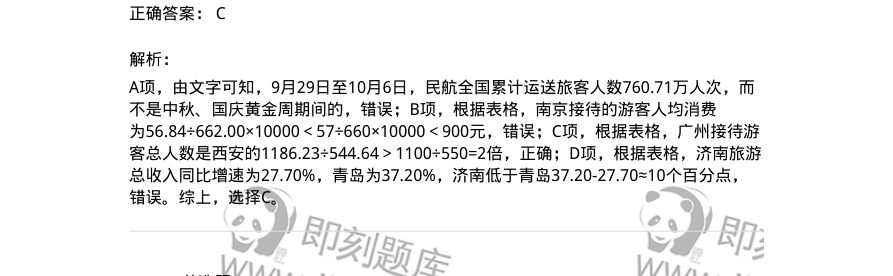 正确答案： C
解析：
A项，由文字可知，9月29日至10月6日，民航全国累计运送旅客人数760.71万人次，而
不是中秋、国庆黄金周期间的，错误；B项，根据表格，南京接待的游客人均消费
为56.84÷662.00×10000 < 57÷660×10000 < 900元，错误；C项，根据表格，广州接待游
客总人数是西安的1186.23÷544.64 > 1100÷550=2倍，正确；D项，根据表格，济南旅游
总收入同比增速为27.70%，青岛为37.20%，济南低于青岛37.20-27.70≈10个百分点，
错误。综上，选择C。
即刻题库
即刻题库